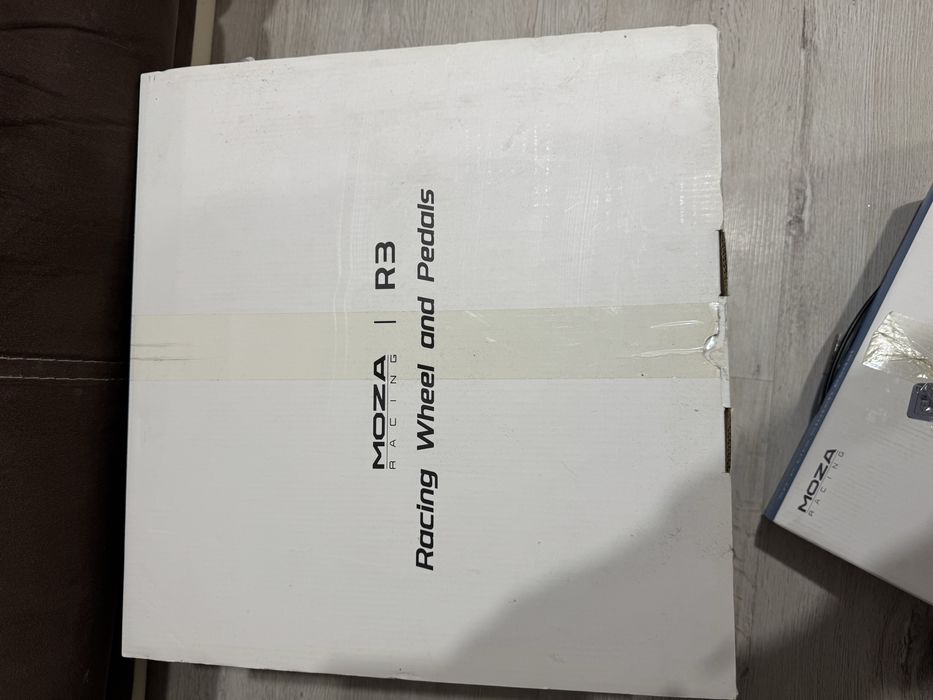 MOZA | R3
RACING
Racing Wheel and Pedals
MOZA
RACING